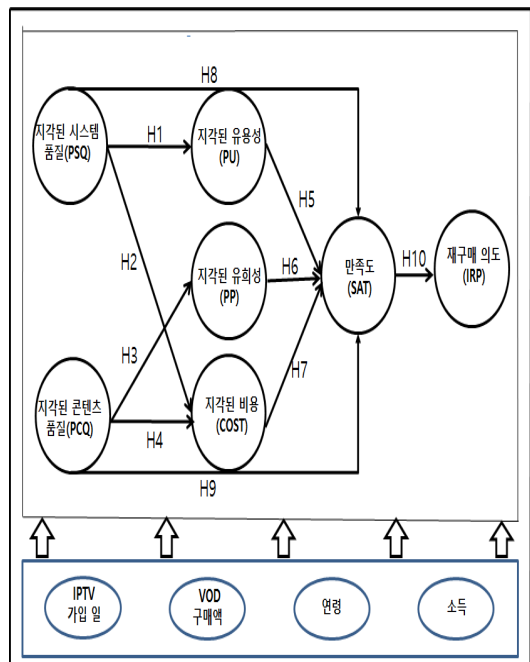 H8
지각된 시스템
품질(PSQ)
H1
지각된 유용성
(PU)
H5
H2
지각된 유희성
(PP)
H6
만족도
(SAT)
H10
재구매 의도
(IRP)
H3
H7
지각된 콘텐츠
품질(PCQ)
H4
지각된 비용
(COST)
H9
IPTV
가입 일
VOD
구매액
연령
소득